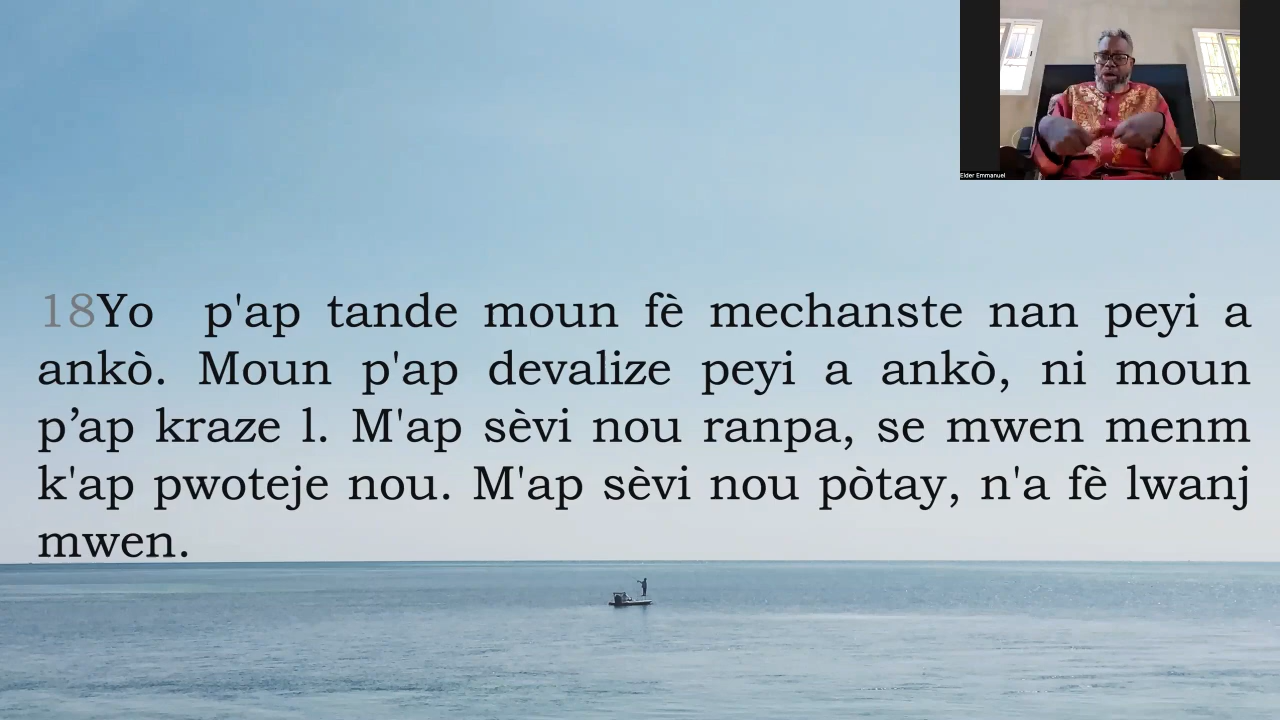 Elder Emmanuel
18Yo p'ap tande moun fè mechanste nan peyi a
ankò. Moun p'ap devalize peyi a ankò, ni moun
p’ap kraze l. M'ap sèvi nou ranpa, se mwen menm
k'ap pwoteje nou. M'ap sèvi nou pòtay, n'a fè lwanj
mwen.